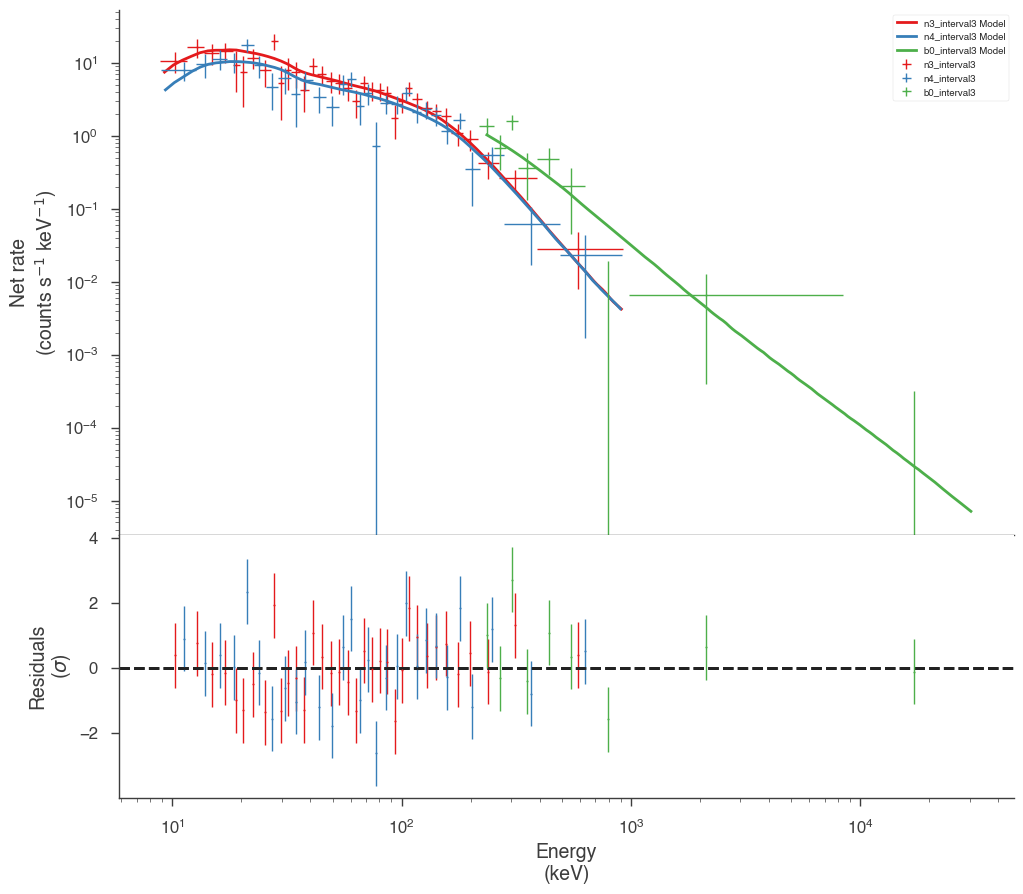 n3_interval3 Model
n4_interval3 Model
b0_interval3 Model
n3_interval3
n4_interval3
b0_interval3
Net rate
(counts s⁻¹ keV⁻¹)
10¹
10⁰
10⁻¹
10⁻²
10⁻³
10⁻⁴
10⁻⁵
Residuals
(σ)
4
2
0
−2
10¹ 10² 10³ 10⁴
Energy
(keV)